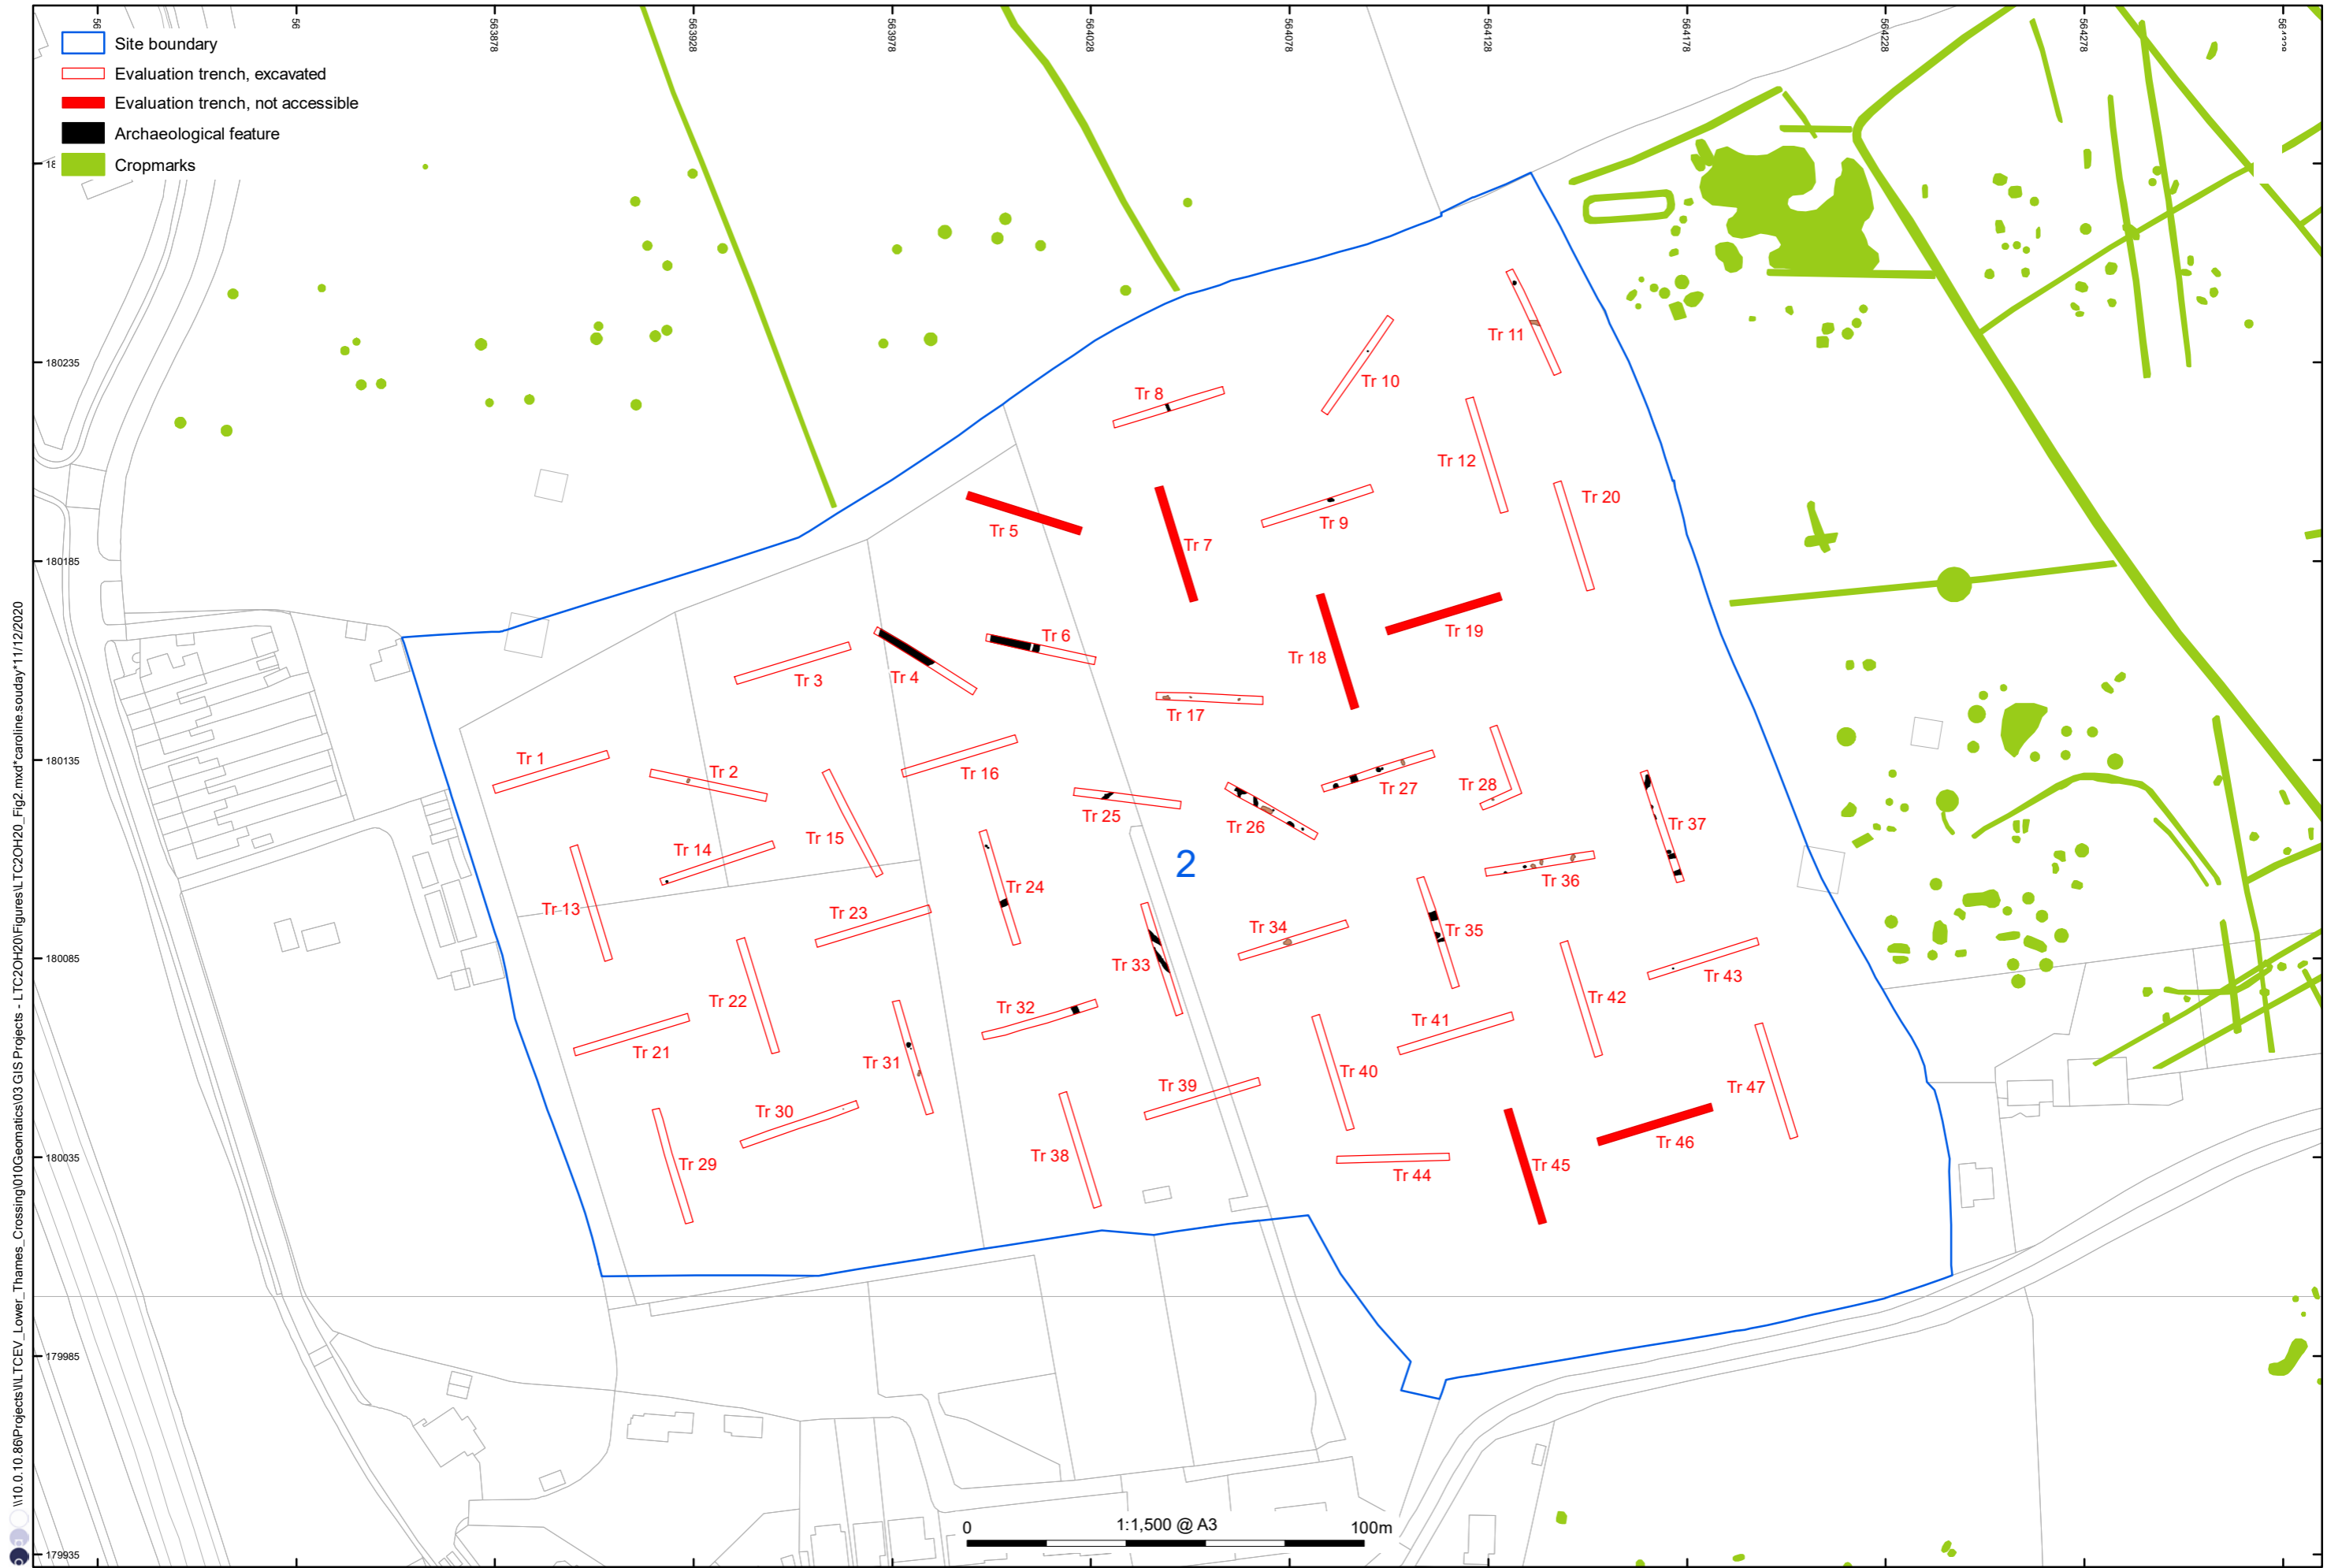 563878
563928
563978
564028
564078
564128
564178
564228
564278
Site boundary
Evaluation trench, excavated
Evaluation trench, not accessible
Archaeological feature
Cropmarks
180235
180185
180135
180085
180035
179985
179935
Tr 11
Tr 10
Tr 8
Tr 12
Tr 20
Tr 9
Tr 5
Tr 7
Tr 19
Tr 6
Tr 18
Tr 4
Tr 3
Tr 17
Tr 1
Tr 2
Tr 16
Tr 27
Tr 28
Tr 15
Tr 25
Tr 26
Tr 37
Tr 14
2
Tr 36
Tr 24
Tr 13
Tr 23
Tr 34
Tr 35
Tr 33
Tr 43
Tr 22
Tr 32
Tr 42
Tr 41
Tr 21
Tr 31
Tr 40
Tr 39
Tr 47
Tr 30
Tr 46
Tr 29
Tr 38
Tr 44
Tr 45
0
1:1,500 @ A3
100m
\\10.0.10.86\Projects\l\LTCEV_Lower_Thames_Crossing\010Geomatics\03 GIS Projects - LTC2OH20\Figures\LTC2OH20_Fig2.mxd*caroline.souday*11/12/2020